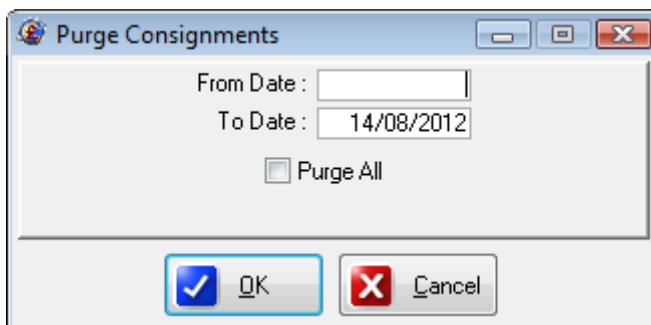 Purge Consignments
From Date :
To Date : 14/08/2012
Purge All
OK Cancel